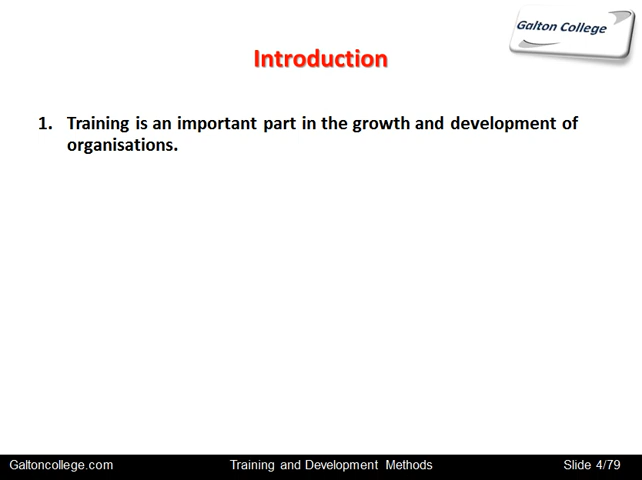 Galton College
Introduction
1. Training is an important part in the growth and development of
organisations.
Galtoncollege.com Training and Development Methods Slide 4/79